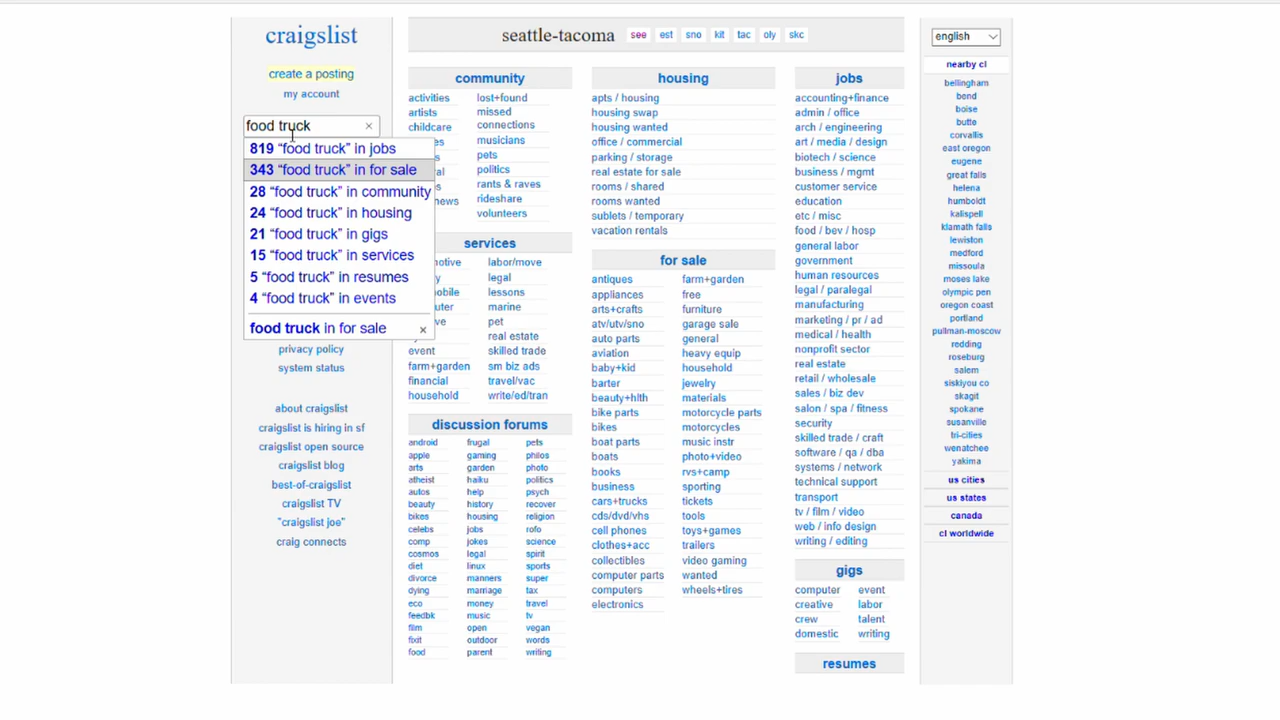 craigslist
create a posting
my account
food truck ×
819 “food truck” in jobs
343 “food truck” in for sale
28 “food truck” in community
24 “food truck” in housing
21 “food truck” in gigs
15 “food truck” in services
5 “food truck” in resumes
4 “food truck” in events
food truck in for sale ×
privacy policy
system status
about craigslist
craigslist is hiring in sf
craigslist open source
craigslist blog
best-of-craigslist
craigslist TV
"craigslist joe"
craig connects
seattle-tacoma see est sno kit tac oly skc
community
activities
artists
childcare
lost+found
missed
connections
musicians
pets
politics
rants & raves
rideshare
volunteers
news
services
event
farm+garden
financial
household
labor/move
legal
lessons
marine
pet
real estate
skilled trade
sm biz ads
travel/vac
write/ed/tran
discussion forums
android
apple
arts
atheist
autos
beauty
bikes
celebs
comp
cosmos
diet
divorce
dying
eco
feedbk
film
fixit
food
frugal
gaming
garden
haiku
help
history
housing
jobs
jokes
legal
linux
manners
marriage
money
music
open
outdoor
parent
pets
philos
photo
politics
psych
recover
religion
rofo
science
spirit
sports
super
tax
travel
tv
vegan
words
writing
housing
apts / housing
housing swap
housing wanted
office / commercial
parking / storage
real estate for sale
rooms / shared
rooms wanted
sublets / temporary
vacation rentals
for sale
antiques
appliances
arts+crafts
atv/utv/sno
auto parts
aviation
baby+kid
barter
beauty+hlth
bike parts
bikes
boat parts
boats
books
business
cars+trucks
cds/dvd/vhs
cell phones
clothes+acc
collectibles
computer parts
computers
electronics
farm+garden
free
furniture
garage sale
general
heavy equip
household
jewelry
materials
motorcycle parts
motorcycles
music instr
photo+video
rvs+camp
sporting
tickets
tools
toys+games
trailers
video gaming
wanted
wheels+tires
jobs
accounting+finance
admin / office
arch / engineering
art / media / design
biotech / science
business / mgmt
customer service
education
etc / misc
food / bev / hosp
general labor
government
human resources
legal / paralegal
manufacturing
marketing / pr / ad
medical / health
nonprofit sector
real estate
retail / wholesale
sales / biz dev
salon / spa / fitness
security
skilled trade / craft
software / qa / dba
systems / network
technical support
transport
tv / film / video
web / info design
writing / editing
gigs
computer
creative
crew
domestic
event
labor
talent
writing
resumes
english
nearby cl
bellingham
bend
boise
butte
corvallis
east oregon
eugene
great falls
helena
humboldt
kalispell
klamath falls
lewiston
medford
missoula
moses lake
olympic pen
oregon coast
portland
pullman-moscow
redding
roseburg
salem
siskiyou co
skagit
spokane
susanville
tri-cities
wenatchee
yakima
us cities
us states
canada
cl worldwide